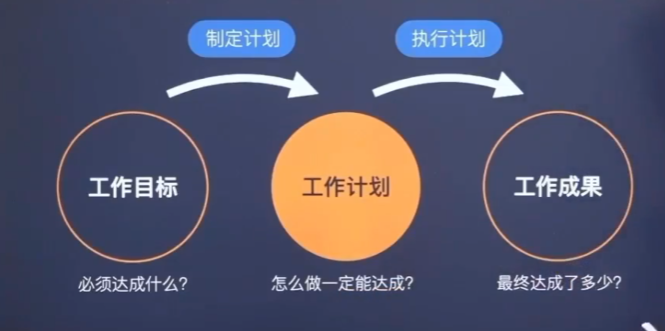 制定计划
执行计划
工作目标
工作计划
工作成果
必须达成什么?
怎么做一定能达成?
最终达成了多少?